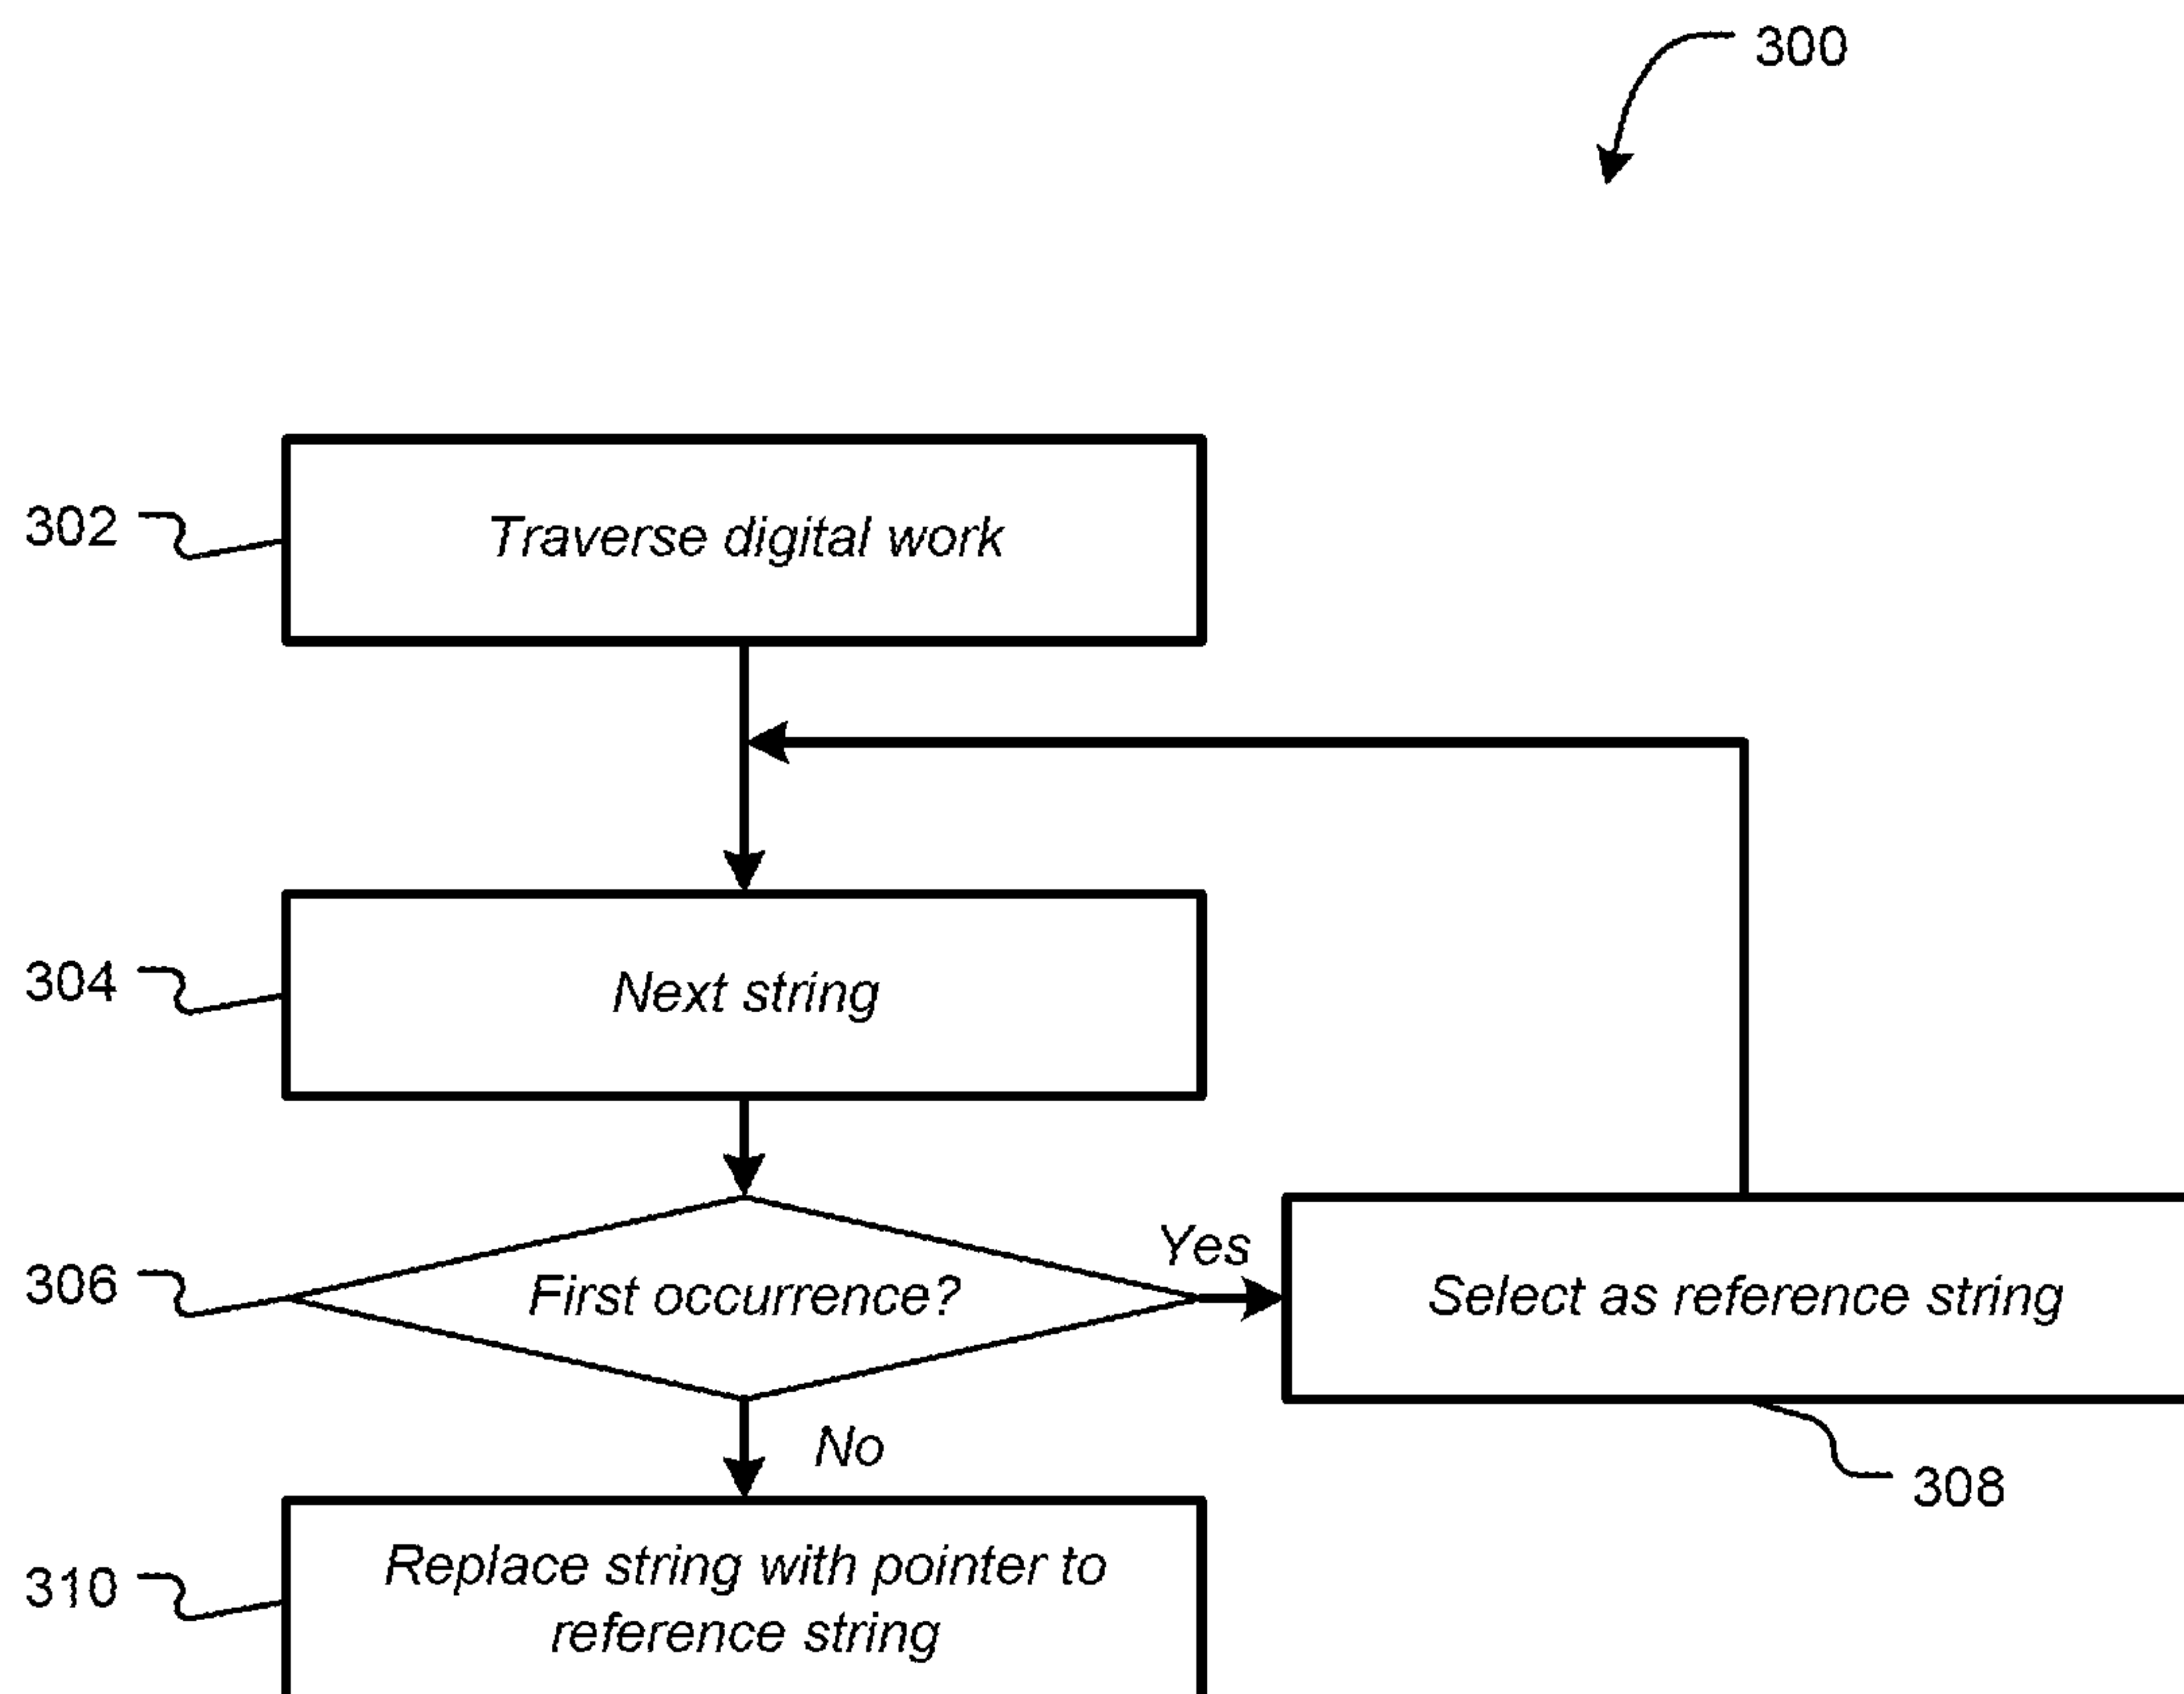 300
302
Traverse digital work
304
Next string
306
First occurrence?
Yes
Select as reference string
308
No
310
Replace string with pointer to
reference string